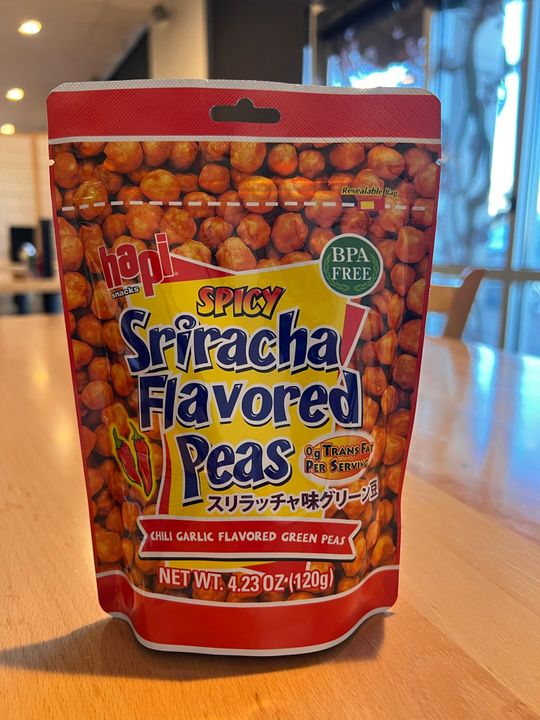 Resealable Bag
hapi
snacks
BPA
FREE
SPICY
Sriracha
Flavored
Peas
0g TRANS FAT
PER SERVING
スリラッチャ味グリーン豆
CHILI GARLIC FLAVORED GREEN PEAS
NET WT. 4.23 OZ (120g)